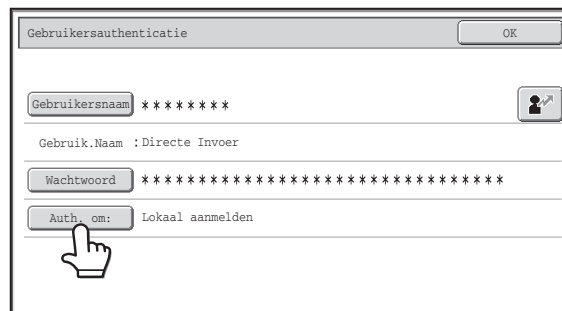 Gebruikersauthenticatie OK
Gebruikersnaam ********
Gebruik.Naam :Directe Invoer
Wachtwoord ********************************
Auth. om: Lokaal aanmelden